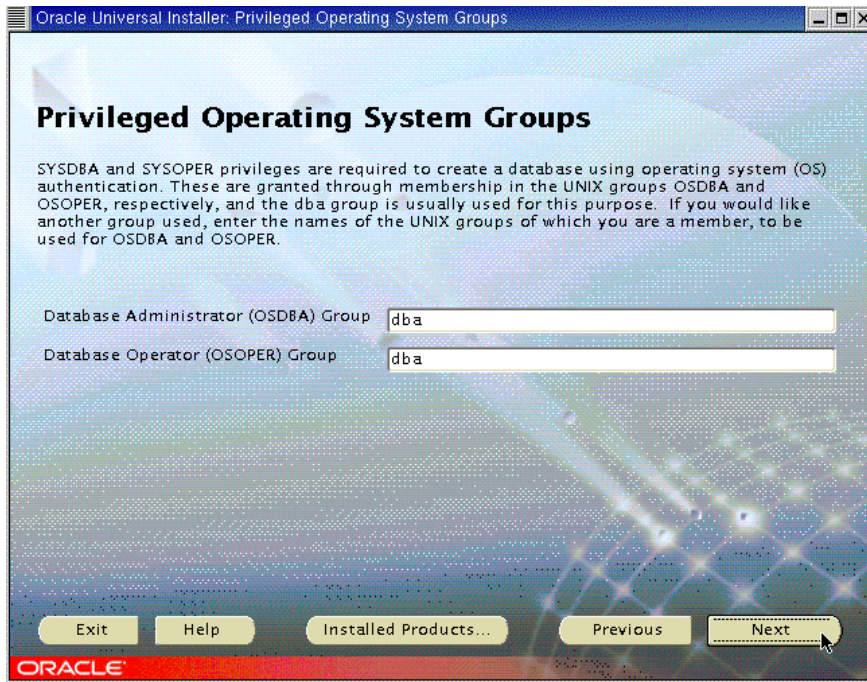 Oracle Universal Installer: Privileged Operating System Groups
Privileged Operating System Groups
SYSDBA and SYSOPER privileges are required to create a database using operating system (OS)
authentication. These are granted through membership in the UNIX groups OSDBA and
OSOPER, respectively, and the dba group is usually used for this purpose. If you would like
another group used, enter the names of the UNIX groups of which you are a member, to be
used for OSDBA and OSOPER.
Database Administrator (OSDBA) Group dba
Database Operator (OSOPER) Group dba
Exit Help Installed Products... Previous Next
ORACLE